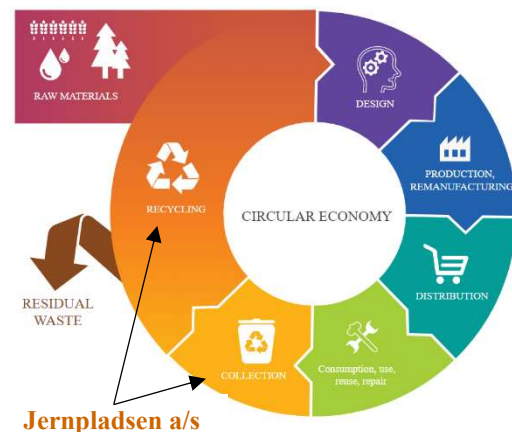 RAW MATERIALS
DESIGN
PRODUCTION,
REMANUFACTURING
RECYCLING
CIRCULAR ECONOMY
DISTRIBUTION
RESIDUAL
WASTE
COLLECTION
Consumption, use,
reuse, repair
Jernpladsen a/s